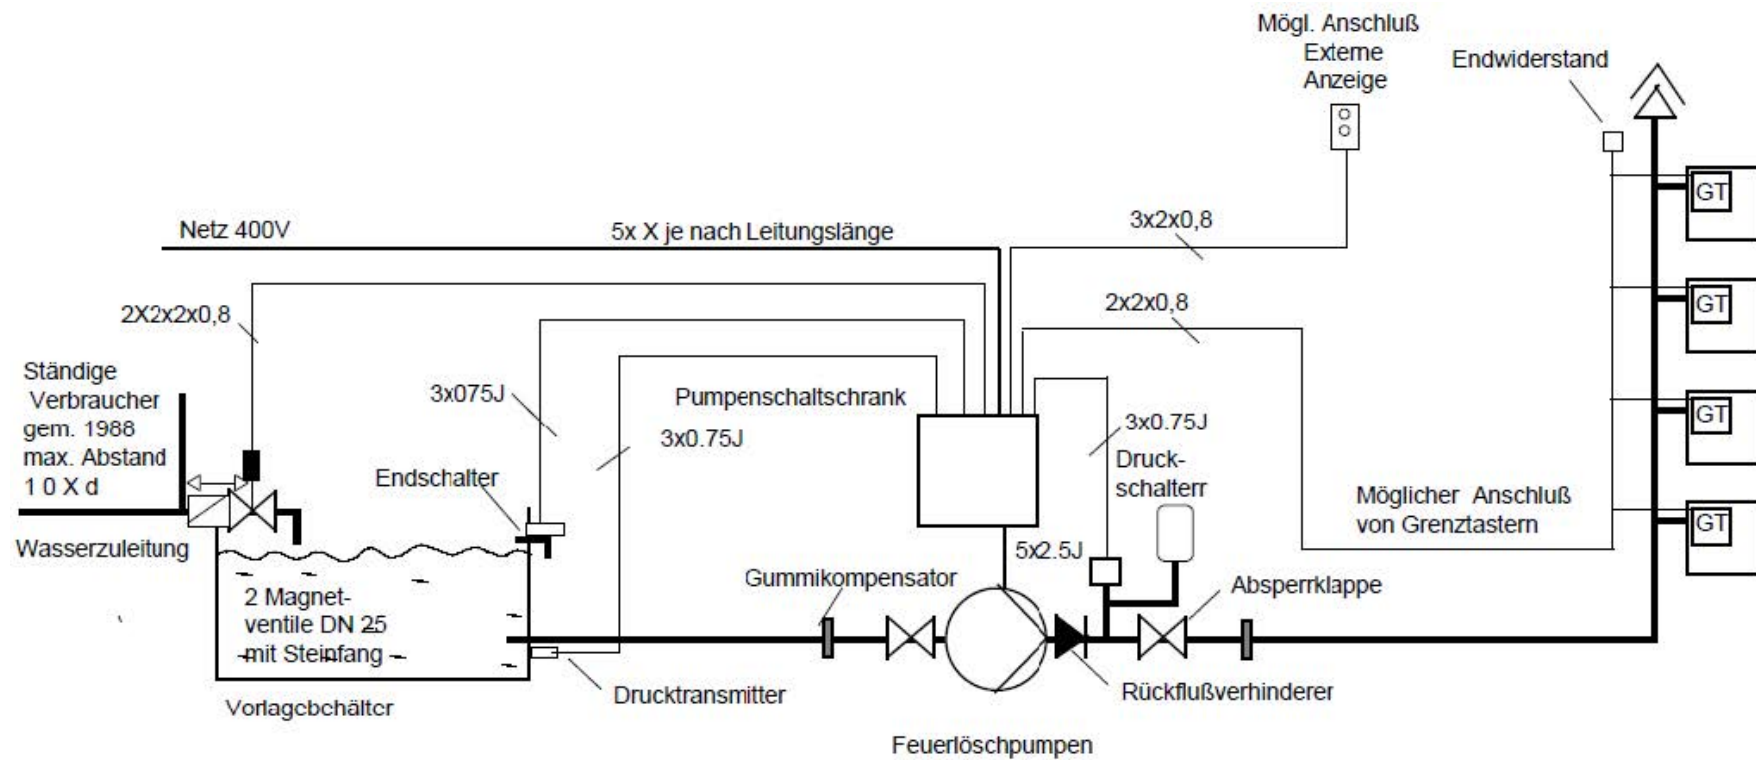 Mögl. Anschluß
Externe
Anzeige
Endwiderstand
GT
Netz 400V
5x X je nach Leitungslänge
3x2x0,8
2X2x2x0,8
2x2x0,8
GT
Ständige
Verbraucher
gem. 1988
max. Abstand
1 0 X d
3x075J
Pumpenschaltschrank
3x0.75J
3x0.75J
GT
Endschalter
Druck-
schalterr
Möglicher Anschluß
von Grenztastern
GT
Wasserzuleitung
5x2.5J
Gummikompensator
Absperrklappe
2 Magnet-
ventile DN 25
mit Steinfang
Vorlagebehälter
Drucktransmitter
Rückflußverhinderer
Feuerlöschpumpen